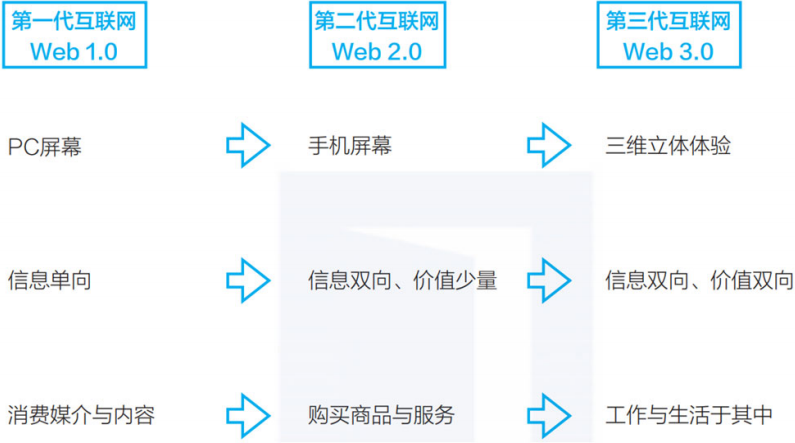 第一代互联网
Web 1.0
第二代互联网
Web 2.0
第三代互联网
Web 3.0
PC屏幕
手机屏幕
三维立体体验
信息单向
信息双向、价值少量
信息双向、价值双向
消费媒介与内容
购买商品与服务
工作与生活于其中